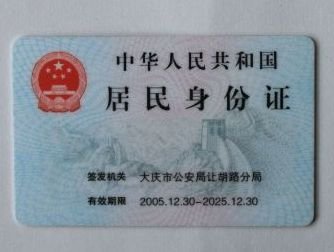 中华人民共和国
居民身份证
签发机关 大庆市公安局让胡路分局
有效期限 2005.12.30-2025.12.30